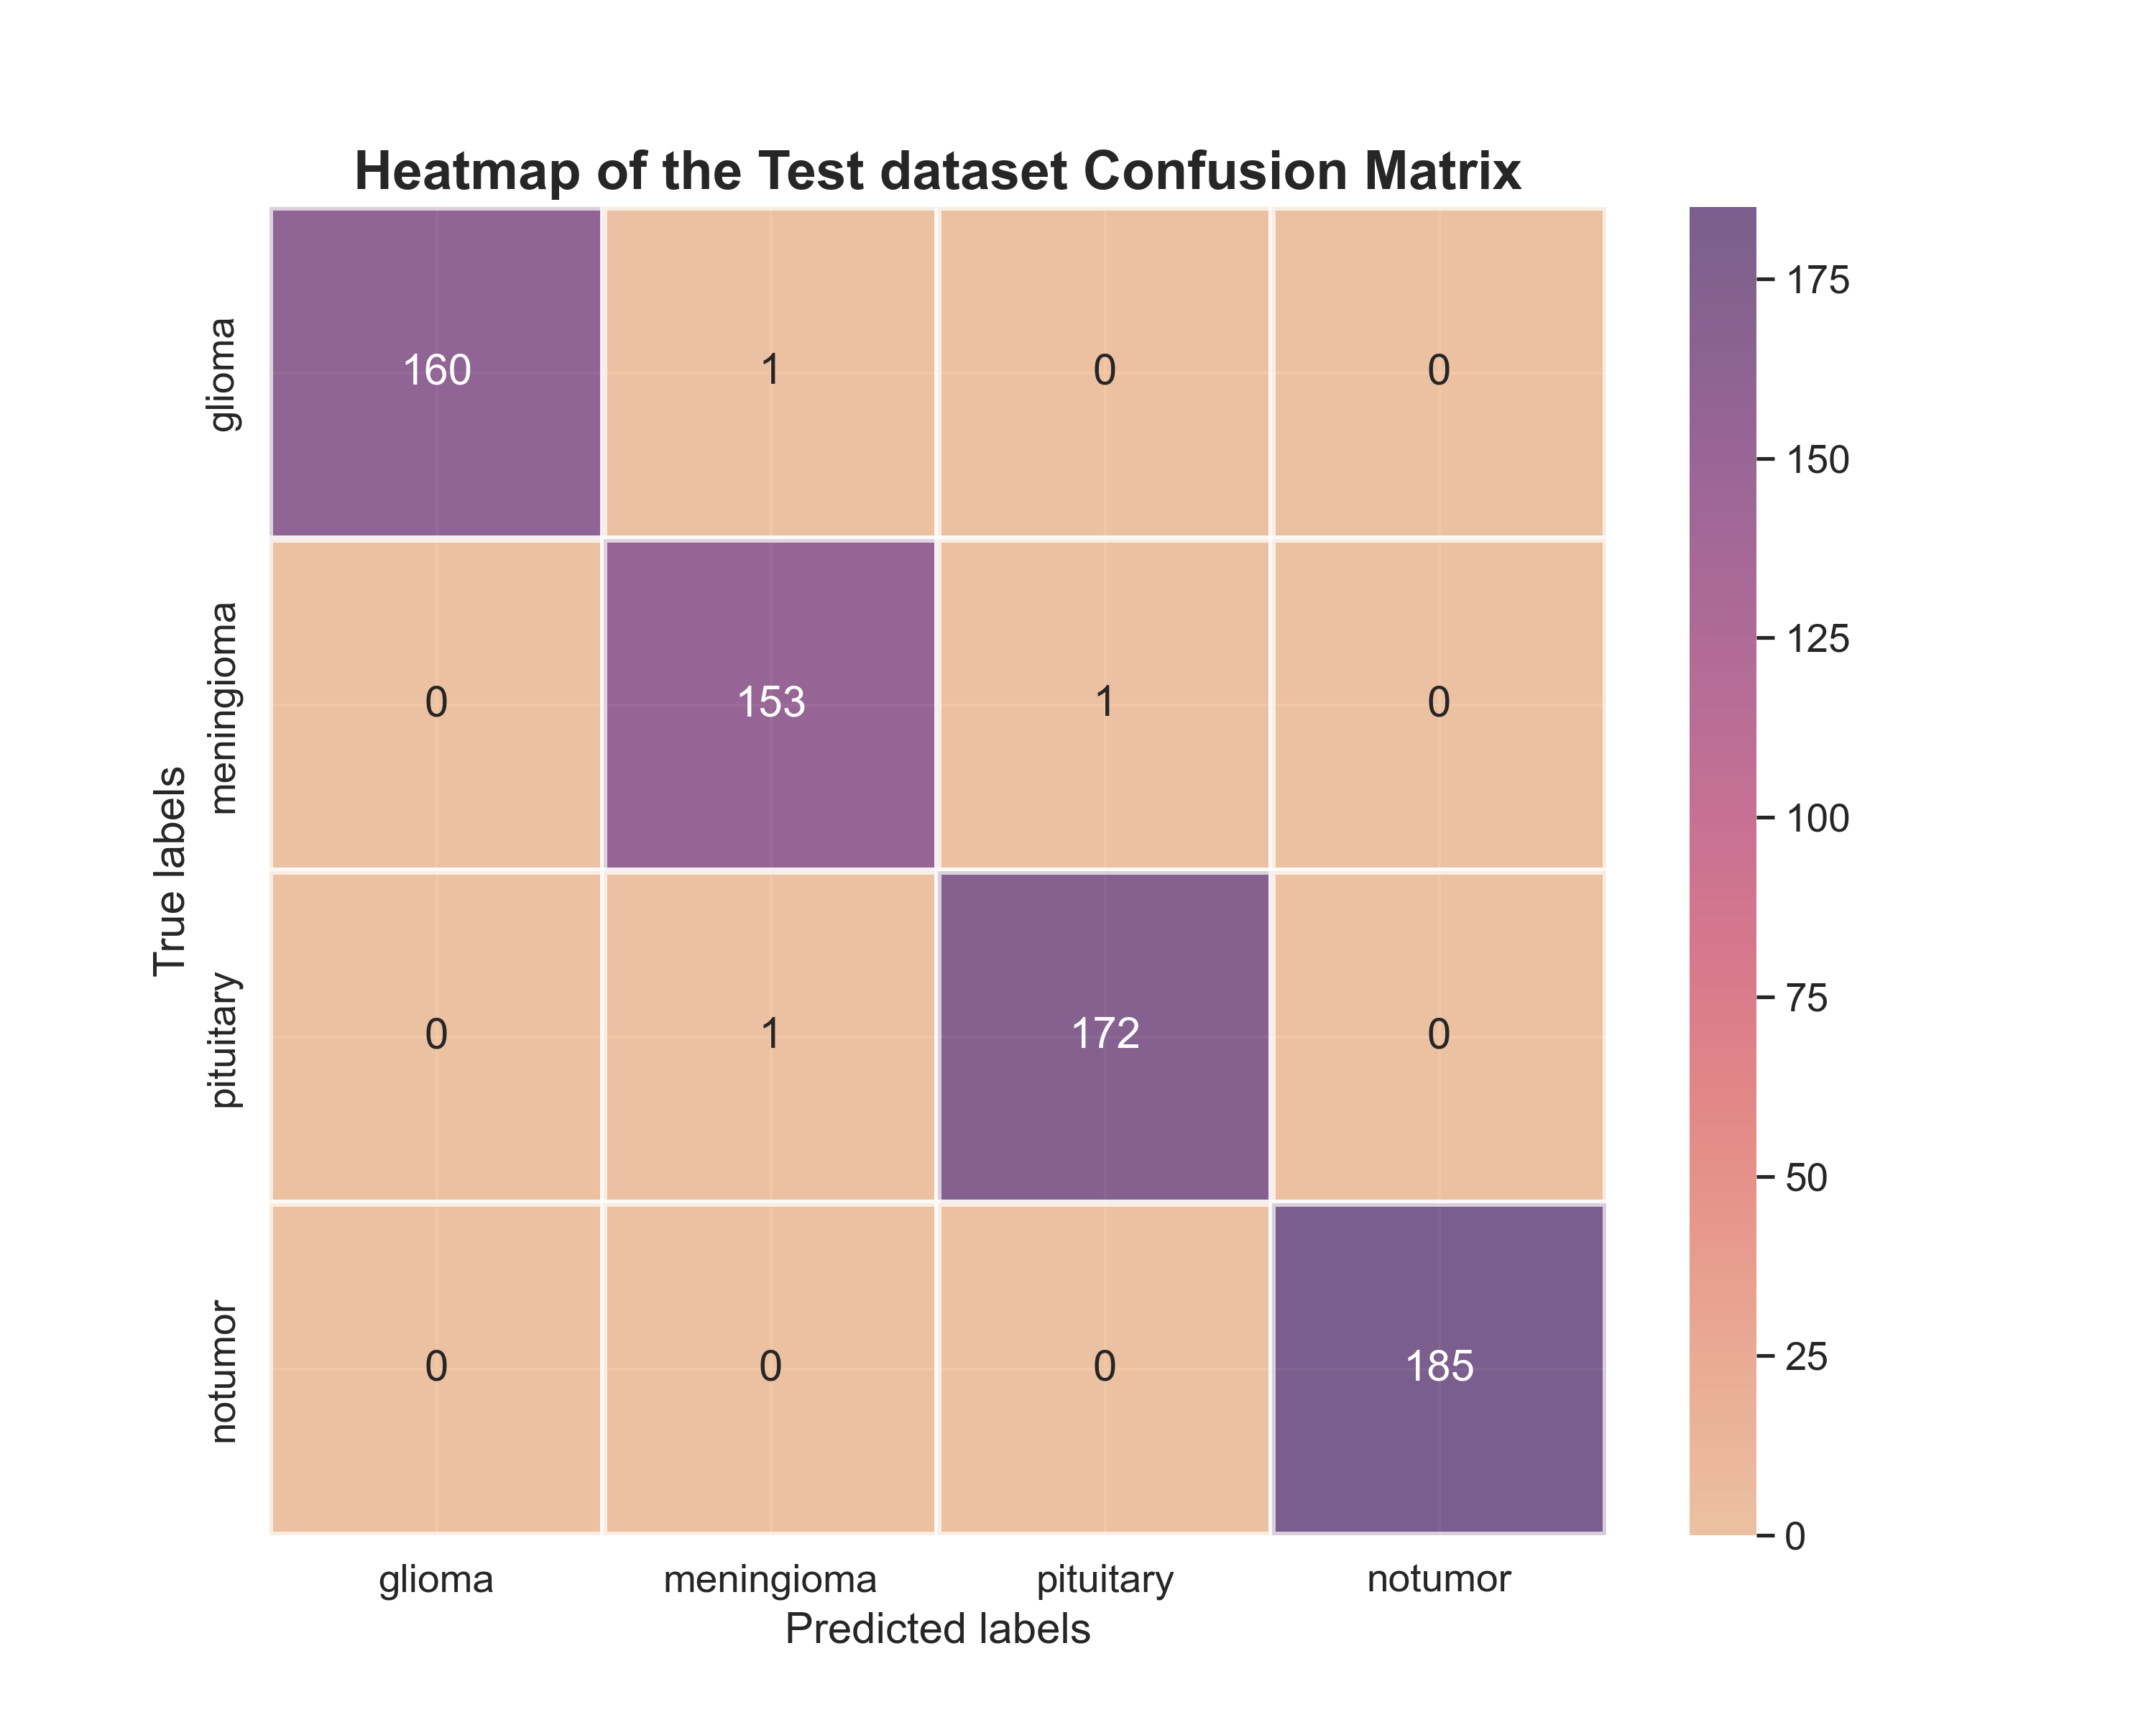 Heatmap of the Test dataset Confusion Matrix
True labels
glioma
160 1 0 0
meningioma
0 153 1 0
pituitary
0 1 172 0
notumor
0 0 0 185
glioma meningioma pituitary notumor
Predicted labels
175
150
125
100
75
50
25
0